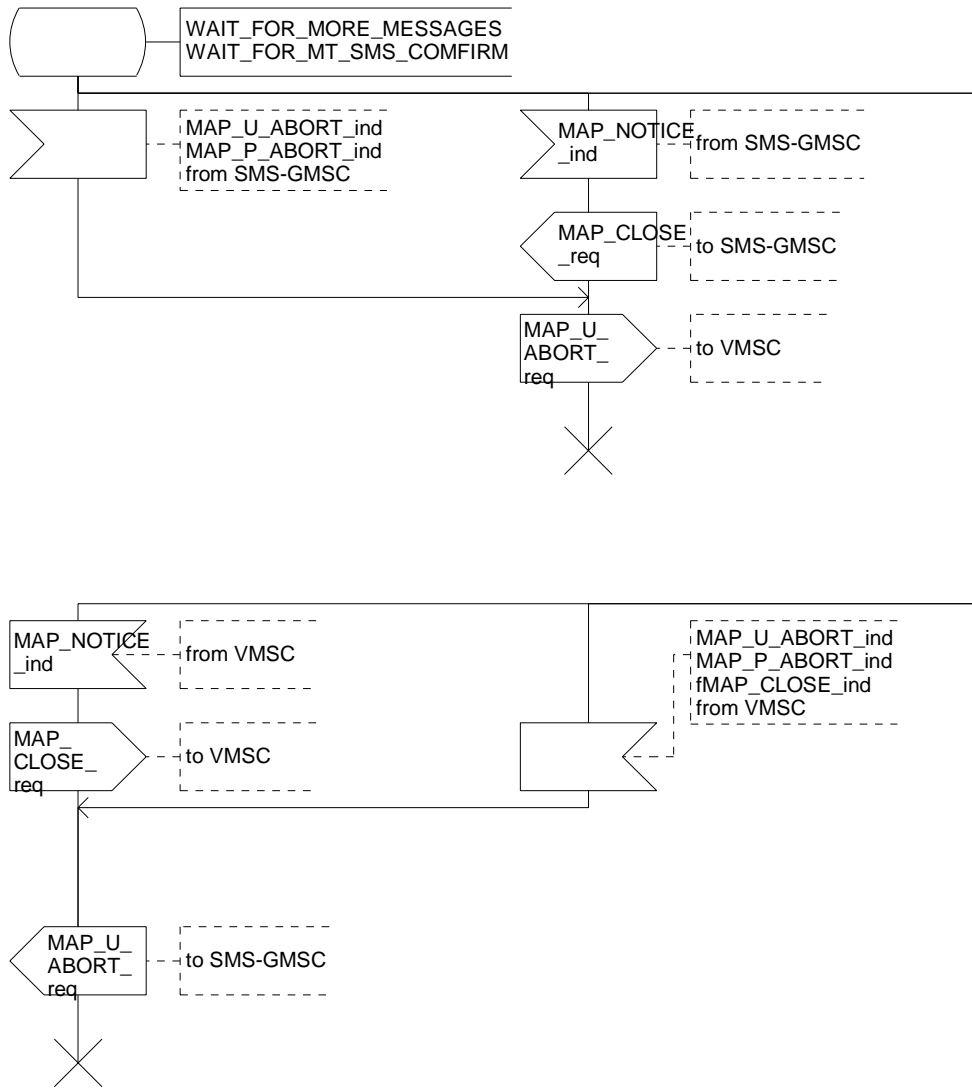 WAIT_FOR_MORE_MESSAGES
WAIT_FOR_MT_SMS_COMFIRM
MAP_U_ABORT_ind
MAP_P_ABORT_ind
from SMS-GMSC
MAP_NOTICE
_ind
from SMS-GMSC
MAP_CLOSE
_req
to SMS-GMSC
MAP_U_
ABORT_
req
to VMSC
MAP_NOTICE
_ind
from VMSC
MAP_U_ABORT_ind
MAP_P_ABORT_ind
fMAP_CLOSE_ind
from VMSC
MAP_
CLOSE_
req
to VMSC
MAP_U_
ABORT_
req
to SMS-GMSC